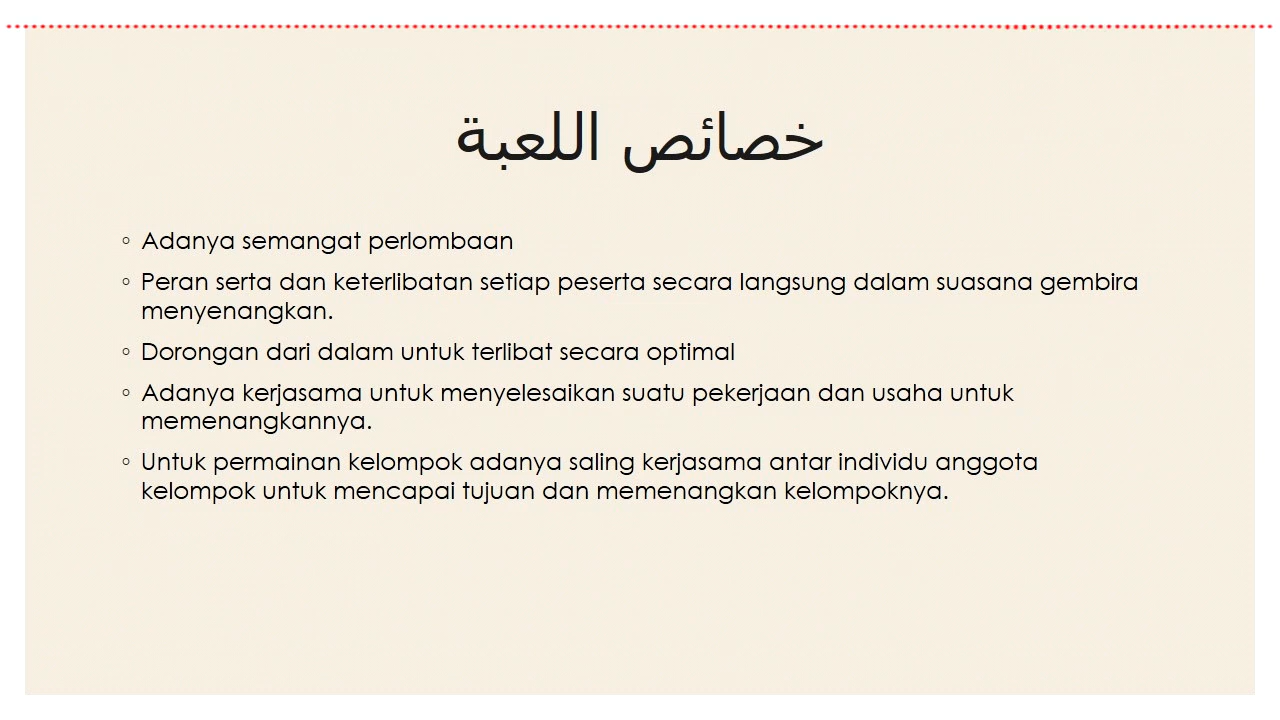 خصائص اللعبة
◦ Adanya semangat perlombaan
◦ Peran serta dan keterlibatan setiap peserta secara langsung dalam suasana gembira
menyenangkan.
◦ Dorongan dari dalam untuk terlibat secara optimal
◦ Adanya kerjasama untuk menyelesaikan suatu pekerjaan dan usaha untuk
memenangkannya.
◦ Untuk permainan kelompok adanya saling kerjasama antar individu anggota
kelompok untuk mencapai tujuan dan memenangkan kelompoknya.